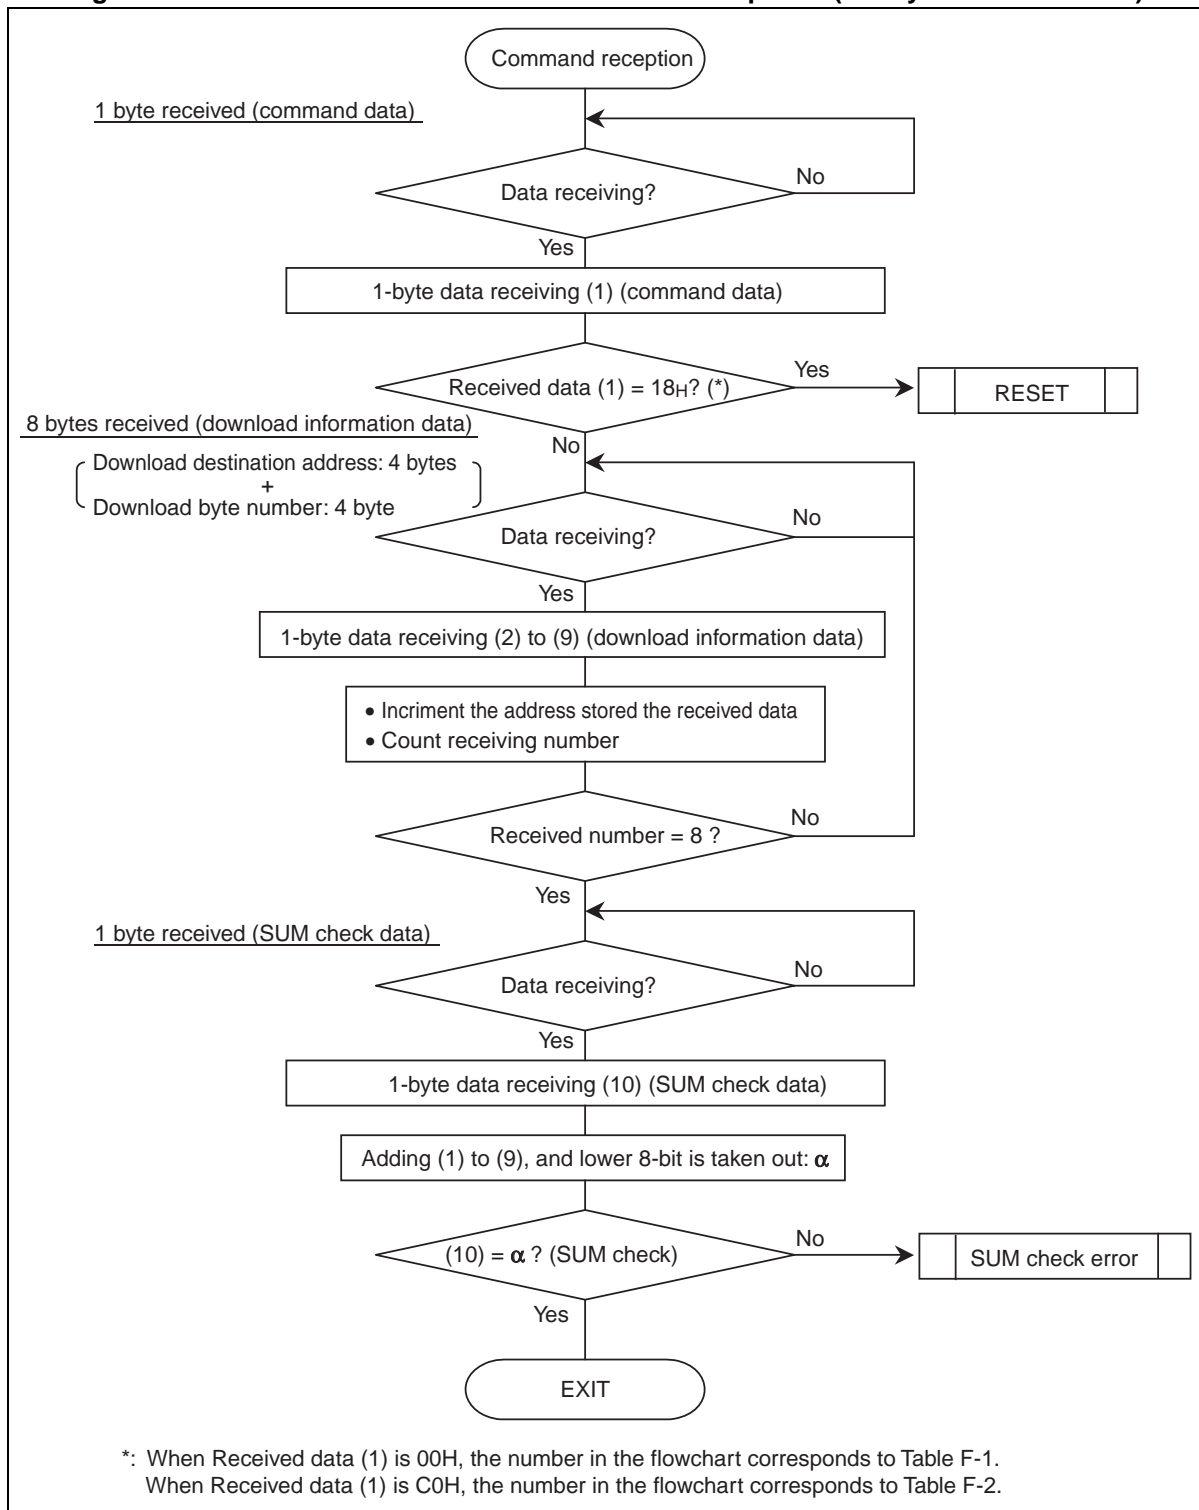 Command reception
1 byte received (command data)
No
Data receiving?
Yes
1-byte data receiving (1) (command data)
Yes
Received data (1) = 18H? (*)
RESET
8 bytes received (download information data)
No
Download destination address: 4 bytes
+
Download byte number: 4 byte
No
Data receiving?
Yes
1-byte data receiving (2) to (9) (download information data)
• Incriment the address stored the received data
• Count receiving number
No
Received number = 8 ?
Yes
1 byte received (SUM check data)
No
Data receiving?
Yes
1-byte data receiving (10) (SUM check data)
Adding (1) to (9), and lower 8-bit is taken out: α
No
(10) = α ? (SUM check)
SUM check error
Yes
EXIT
*: When Received data (1) is 00H, the number in the flowchart corresponds to Table F-1.
When Received data (1) is C0H, the number in the flowchart corresponds to Table F-2.